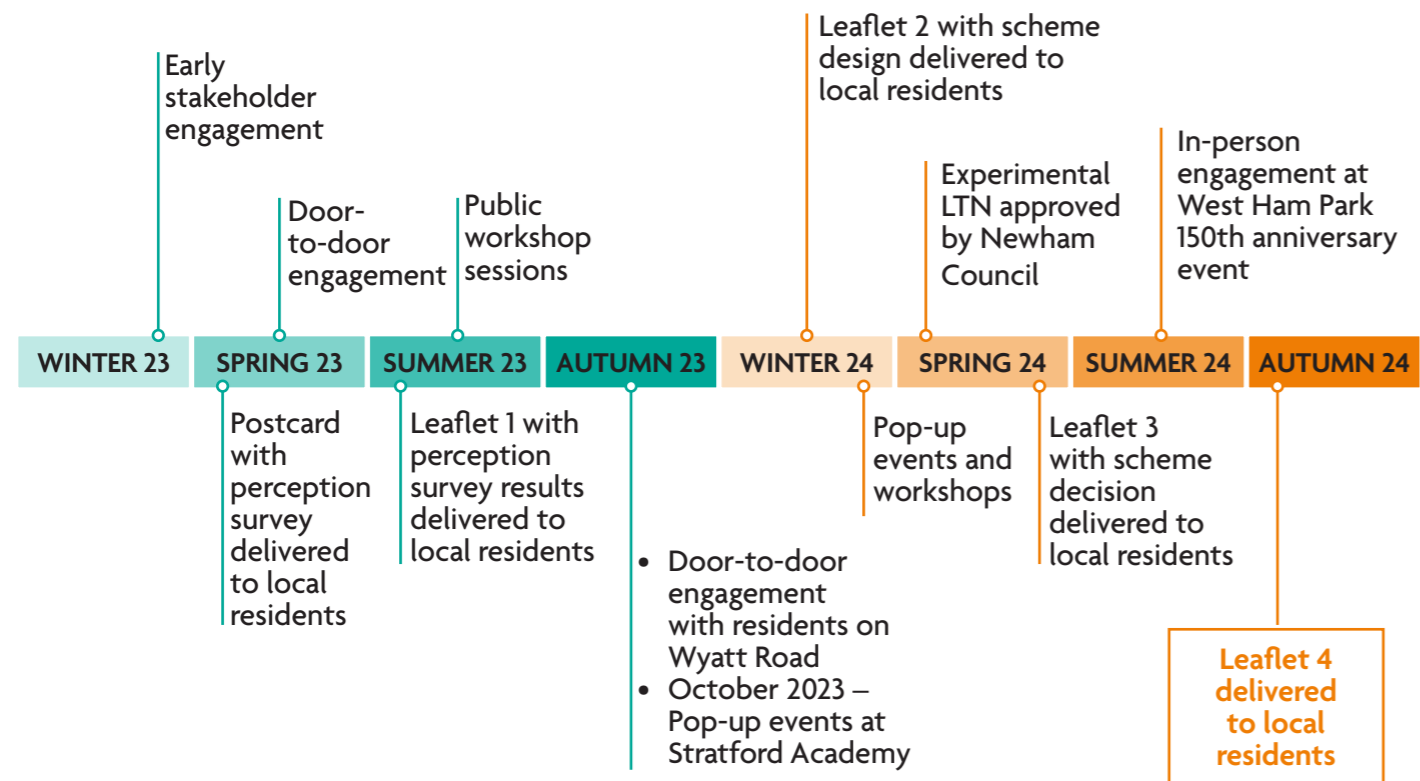 Early
stakeholder
engagement
Door-
to-door
engagement
Public
workshop
sessions
Leaflet 2 with scheme
design delivered to
local residents
Experimental
LTN approved
by Newham
Council
In-person
engagement at
West Ham Park
150th anniversary
event
WINTER 23
SPRING 23
SUMMER 23
AUTUMN 23
WINTER 24
SPRING 24
SUMMER 24
AUTUMN 24
Postcard
with
perception
survey
delivered
to local
residents
Leaflet 1 with
perception
survey results
delivered to
local residents
• Door-to-door
engagement
with residents on
Wyatt Road
• October 2023 –
Pop-up events at
Stratford Academy
Pop-up
events and
workshops
Leaflet 3
with scheme
decision
delivered to
local residents
Leaflet 4
delivered
to local
residents